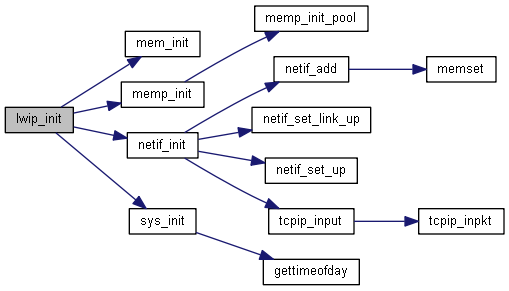 memp_init_pool
mem_init
netif_add
memset
memp_init
lwip_init
netif_set_link_up
netif_init
netif_set_up
sys_init
tcpip_input
tcpip_inpkt
gettimeofday